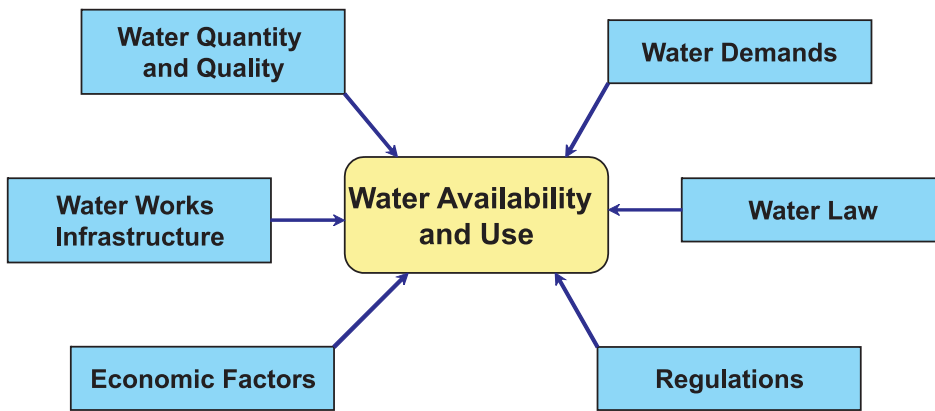 Water Quantity
and Quality
Water Demands
Water Works
Infrastructure
Water Availability
and Use
Water Law
Economic Factors
Regulations